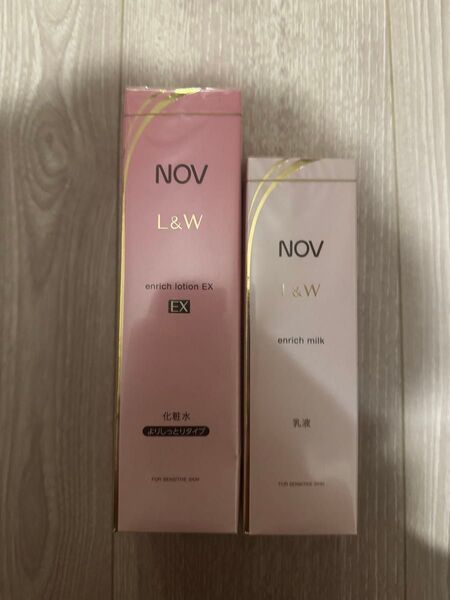 NOV
L&W
enrich lotion EX
EX
化粧水
よりしっとりタイプ
FOR SENSITIVE SKIN
NOV
L&W
enrich milk
乳液
FOR SENSITIVE SKIN